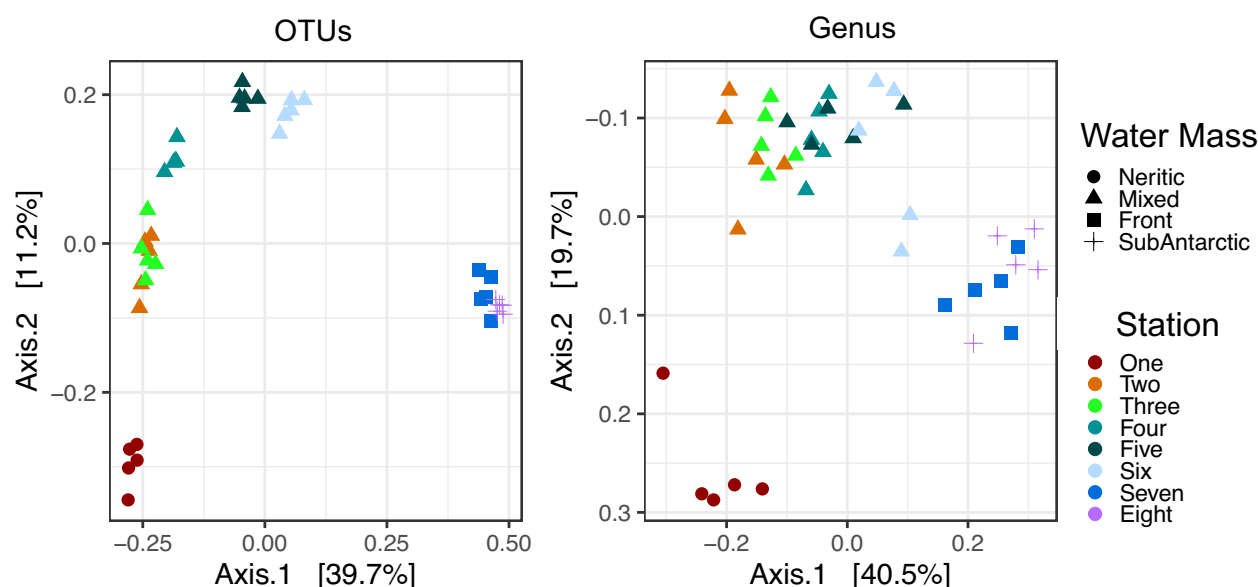 OTUs
0.2
0.0
−0.2
Axis.2 [11.2%]
−0.25
0.00
0.25
0.50
Axis.1 [39.7%]
Genus
−0.1
0.0
0.1
0.2
0.3
Axis.2 [19.7%]
−0.2
0.0
0.2
Axis.1 [40.5%]
Water Mass
Neritic
Mixed
Front
SubAntarctic
Station
One
Two
Three
Four
Five
Six
Seven
Eight